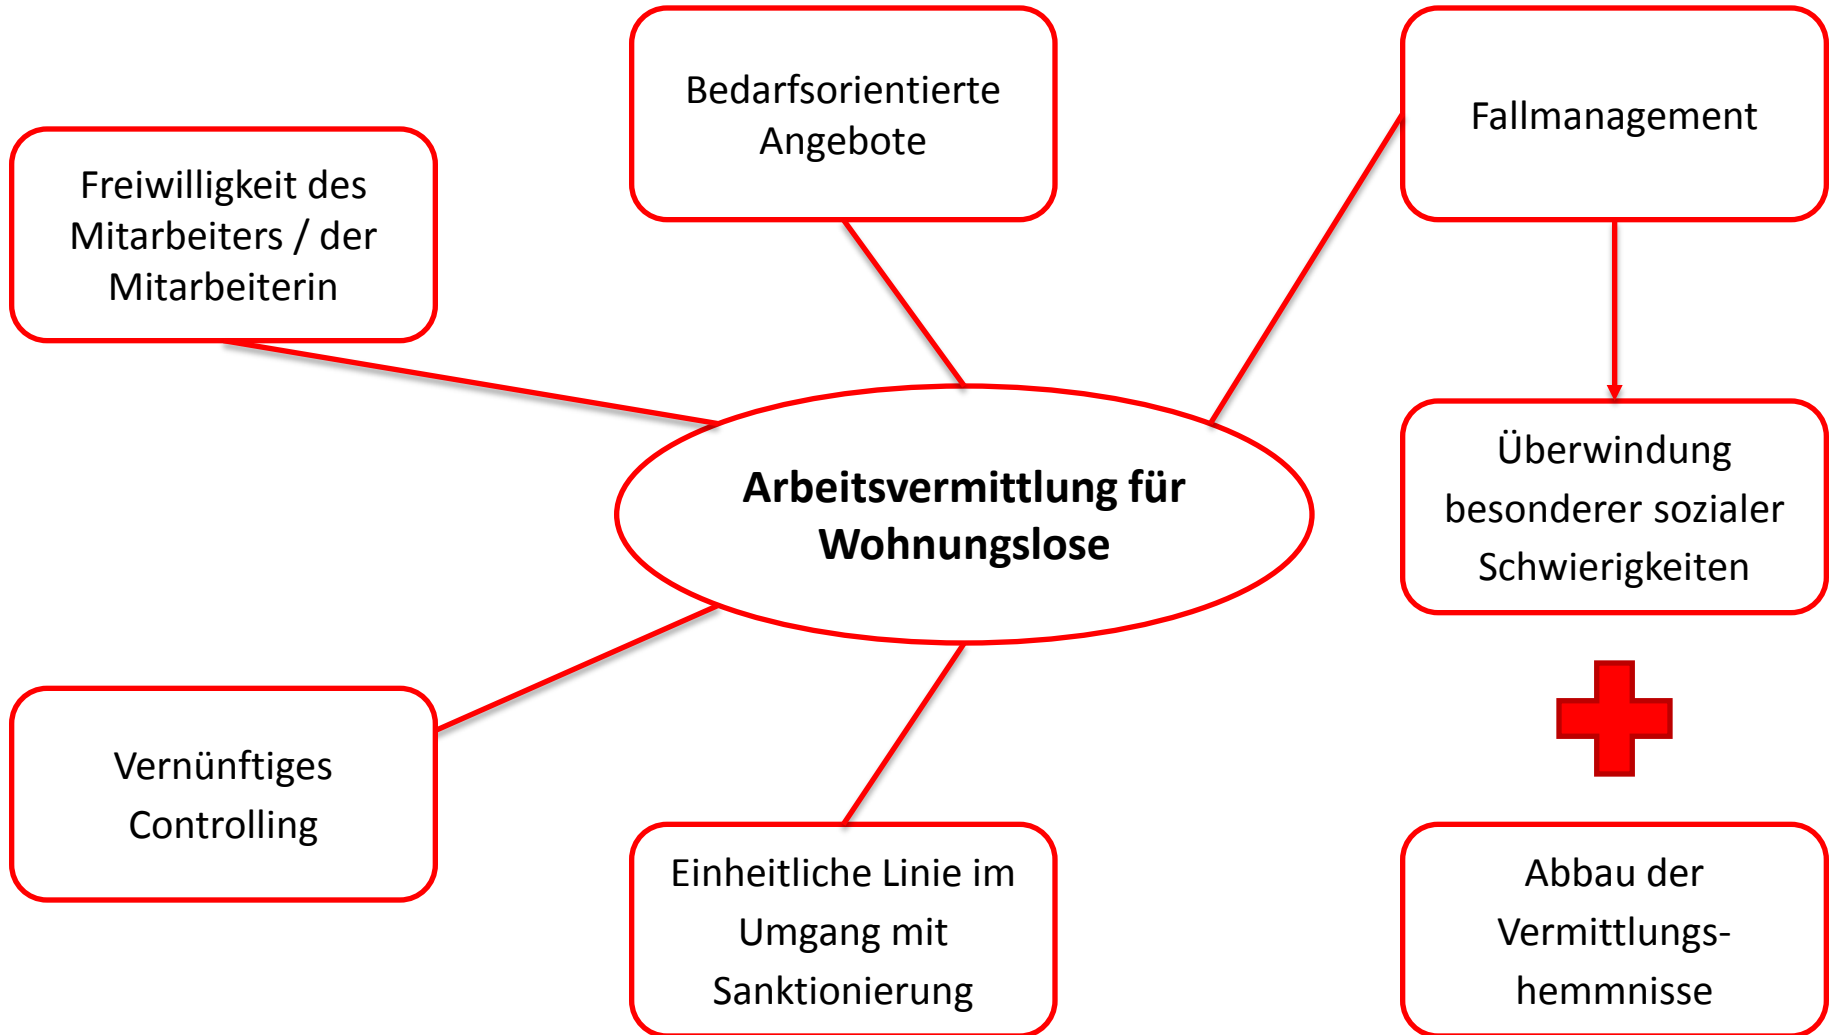 Bedarfsorientierte
Angebote
Fallmanagement
Freiwilligkeit des
Mitarbeiters / der
Mitarbeiterin
Arbeitsvermittlung für
Wohnungslose
Überwindung
besonderer sozialer
Schwierigkeiten
Vernünftiges
Controlling
Einheitliche Linie im
Umgang mit
Sanktionierung
Abbau der
Vermittlungs-
hemmnisse